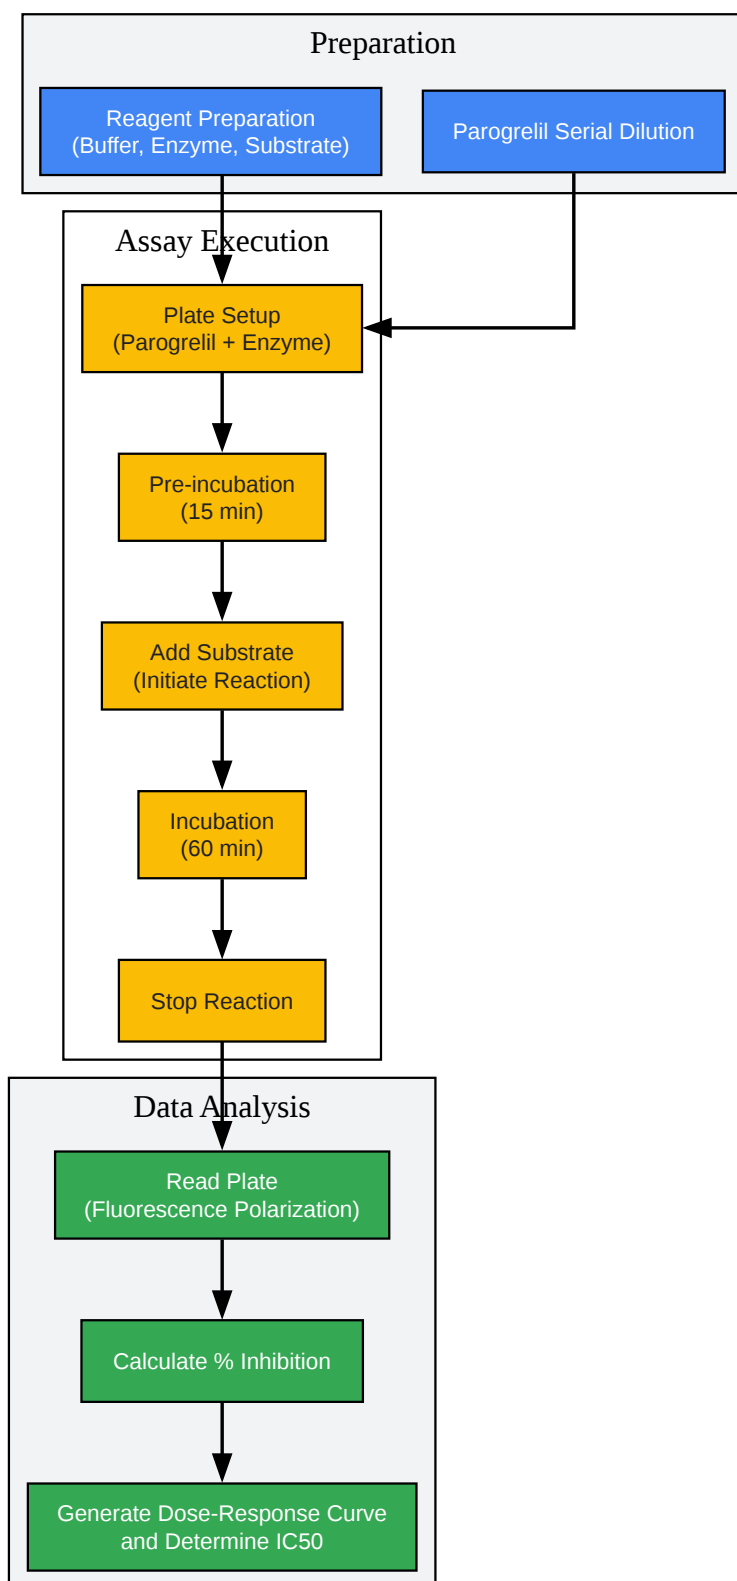 Preparation
Reagent Preparation
(Buffer, Enzyme, Substrate)
Parogrelil Serial Dilution
Assay Execution
Plate Setup
(Parogrelil + Enzyme)
Pre-incubation
(15 min)
Add Substrate
(Initiate Reaction)
Incubation
(60 min)
Stop Reaction
Data Analysis
Read Plate
(Fluorescence Polarization)
Calculate % Inhibition
Generate Dose-Response Curve
and Determine IC50